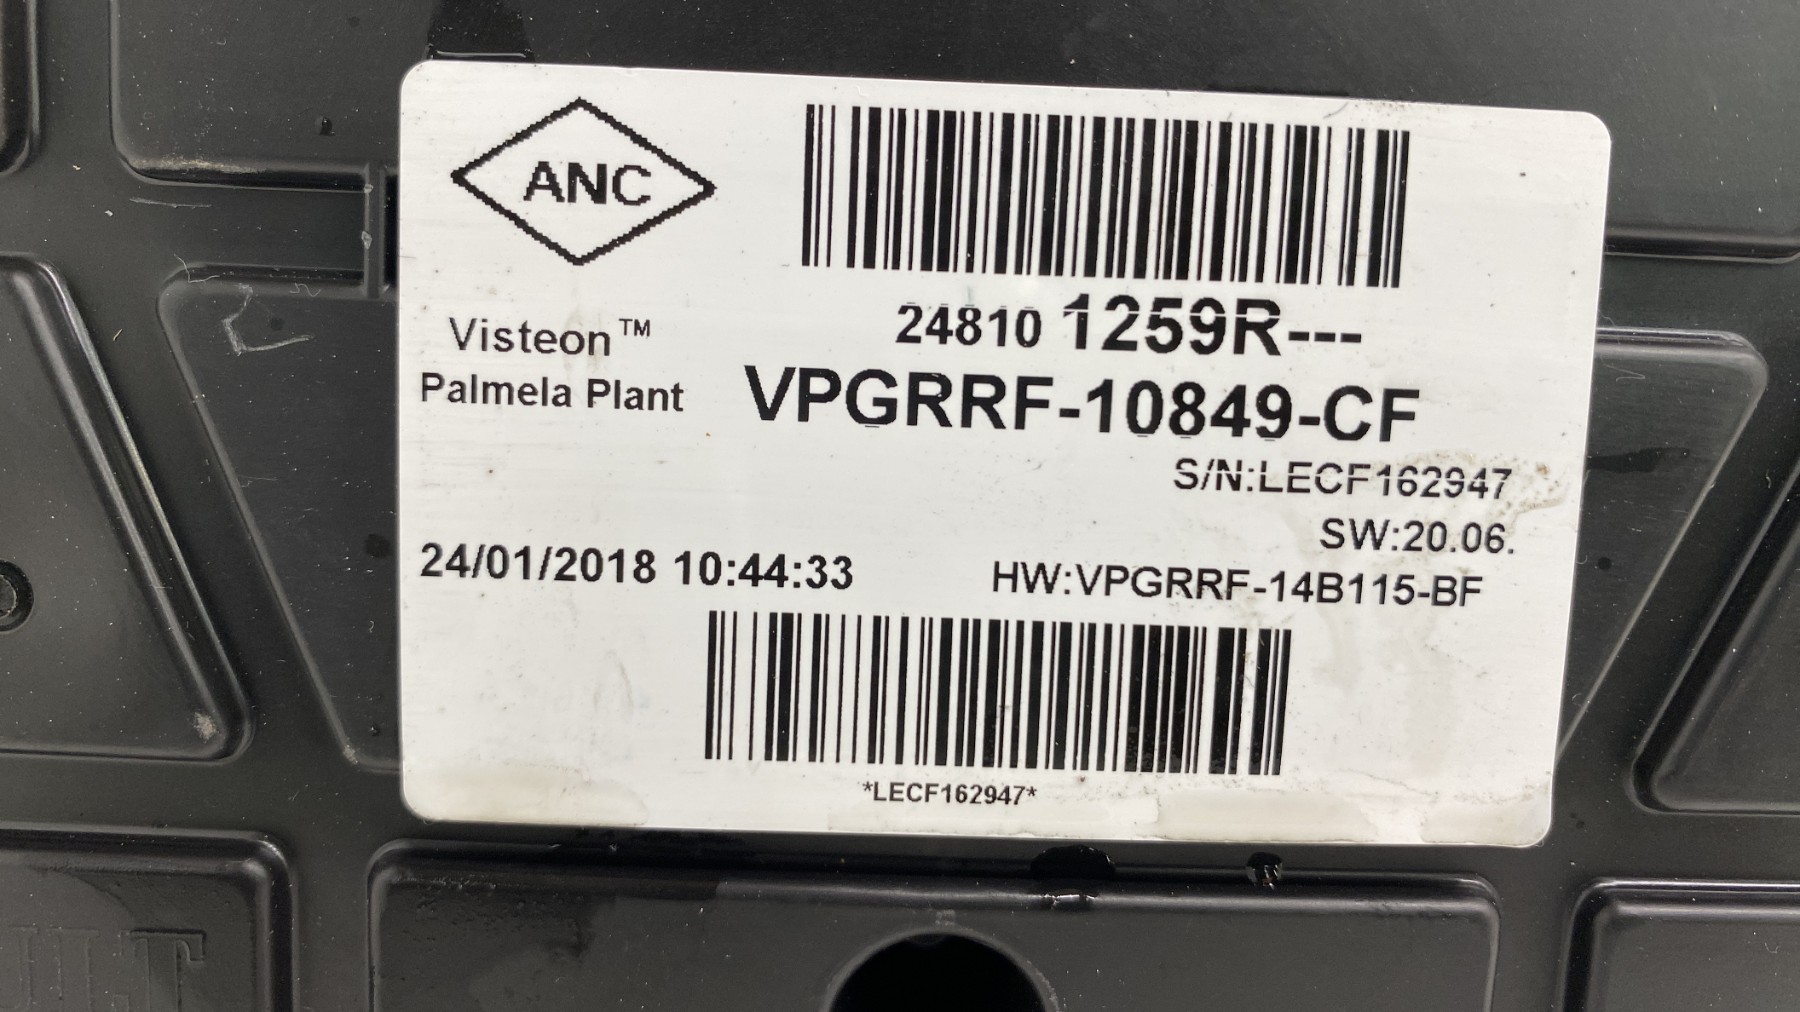 ANC
24810 1259R---
Visteon™
Palmela Plant
VPGRRF-10849-CF
S/N:LECF162947
SW:20.06.
24/01/2018 10:44:33
HW:VPGRRF-14B115-BF
*LECF162947*